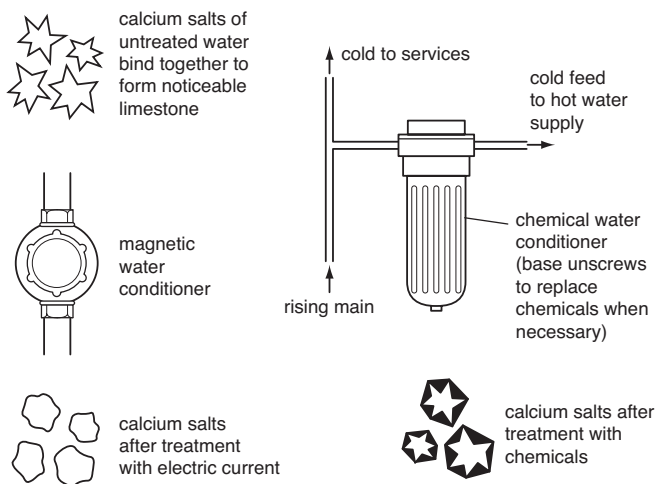 calcium salts of
untreated water
bind together to
form noticeable
limestone
cold to services
cold feed
to hot water
supply
magnetic
water
conditioner
rising main
chemical water
conditioner
(base unscrews
to replace
chemicals when
necessary)
calcium salts
after treatment
with electric current
calcium salts after
treatment with
chemicals